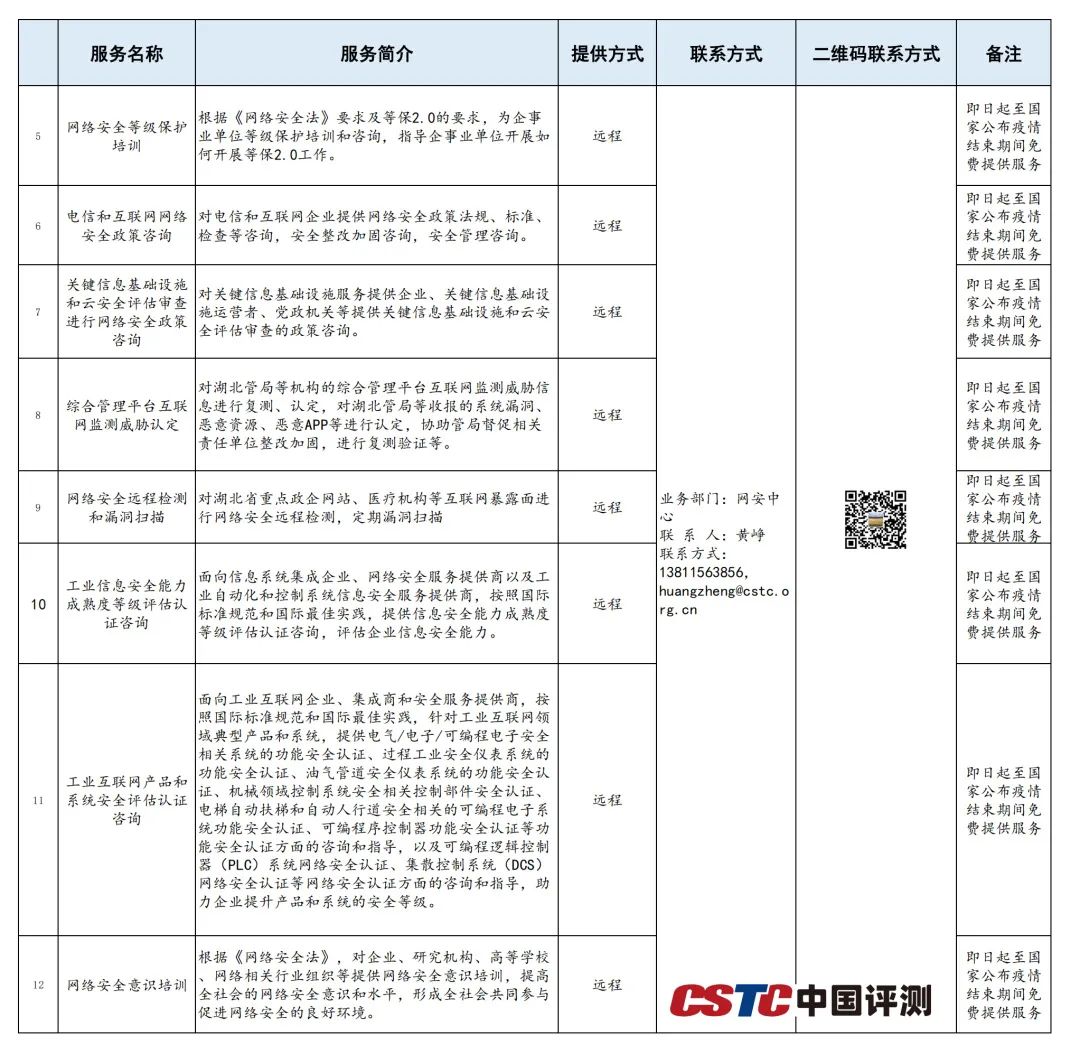 服务名称
服务简介
提供方式
联系方式
二维码联系方式
备注
5
网络安全等级保护
培训
根据《网络安全法》要求及等保2.0的要求，为企事
业单位等级保护培训和咨询，指导企事业单位开展如
何开展等保2.0工作。
远程
即日起至国
家公布疫情
结束期间免
费提供服务
6
电信和互联网网络
安全政策咨询
对电信和互联网企业提供网络安全政策法规、标准、
检查等咨询，安全整改加固咨询，安全管理咨询。
远程
即日起至国
家公布疫情
结束期间免
费提供服务
7
关键信息基础设施
和云安全评估审查
进行网络安全政策
咨询
对关键信息基础设施服务提供企业、关键信息基础设
施运营者、党政机关等提供关键信息基础设施和云安
全评估审查的政策咨询。
远程
即日起至国
家公布疫情
结束期间免
费提供服务
8
综合管理平台互联
网监测威胁认定
对湖北管局等机构的综合管理平台互联网监测威胁信
息进行复测、认定，对湖北管局等收报的系统漏洞、
恶意资源、恶意APP等进行认定，协助管局督促相关
责任单位整改加固，进行复测验证等。
远程
即日起至国
家公布疫情
结束期间免
费提供服务
9
网络安全远程检测
和漏洞扫描
对湖北省重点政企网站、医疗机构等互联网暴露面进
行网络安全远程检测，定期漏洞扫描
远程
业务部门：网安中
心
联 系 人：黄峥
联系方式：
13811563856，
huangzheng@cstc.o
rg.cn
即日起至国
家公布疫情
结束期间免
费提供服务
10
工业信息安全能力
成熟度等级评估认
证咨询
面向信息系统集成企业、网络安全服务提供商以及工
业自动化和控制系统信息安全服务提供商，按照国际
标准规范和国际最佳实践，提供信息安全能力成熟度
等级评估认证咨询，评估企业信息安全能力。
远程
即日起至国
家公布疫情
结束期间免
费提供服务
11
工业互联网产品和
系统安全评估认证
咨询
面向工业互联网企业、集成商和安全服务提供商，按
照国际标准规范和国际最佳实践，针对工业互联网领
域典型产品和系统，提供电气/电子/可编程电子安全
相关系统的功能安全认证、过程工业安全仪表系统的
功能安全认证、油气管道安全仪表系统的功能安全认
证、机械领域控制系统安全相关控制部件安全认证、
电梯自动扶梯和自动人行道安全相关的可编程电子系
统功能安全认证、可编程序控制器功能安全认证等功
能安全认证方面的咨询和指导，以及可编程逻辑控制
器（PLC）系统网络安全认证、集散控制系统（DCS）
网络安全认证等网络安全认证方面的咨询和指导，助
力企业提升产品和系统的安全等级。
远程
即日起至国
家公布疫情
结束期间免
费提供服务
12
网络安全意识培训
根据《网络安全法》，对企业、研究机构、高等学校
、网络相关行业组织等提供网络安全意识培训，提高
全社会的网络安全意识和水平，形成全社会共同参与
促进网络安全的良好环境。
远程
即日起至国
家公布疫情
结束期间免
费提供服务
CSTC中国评测